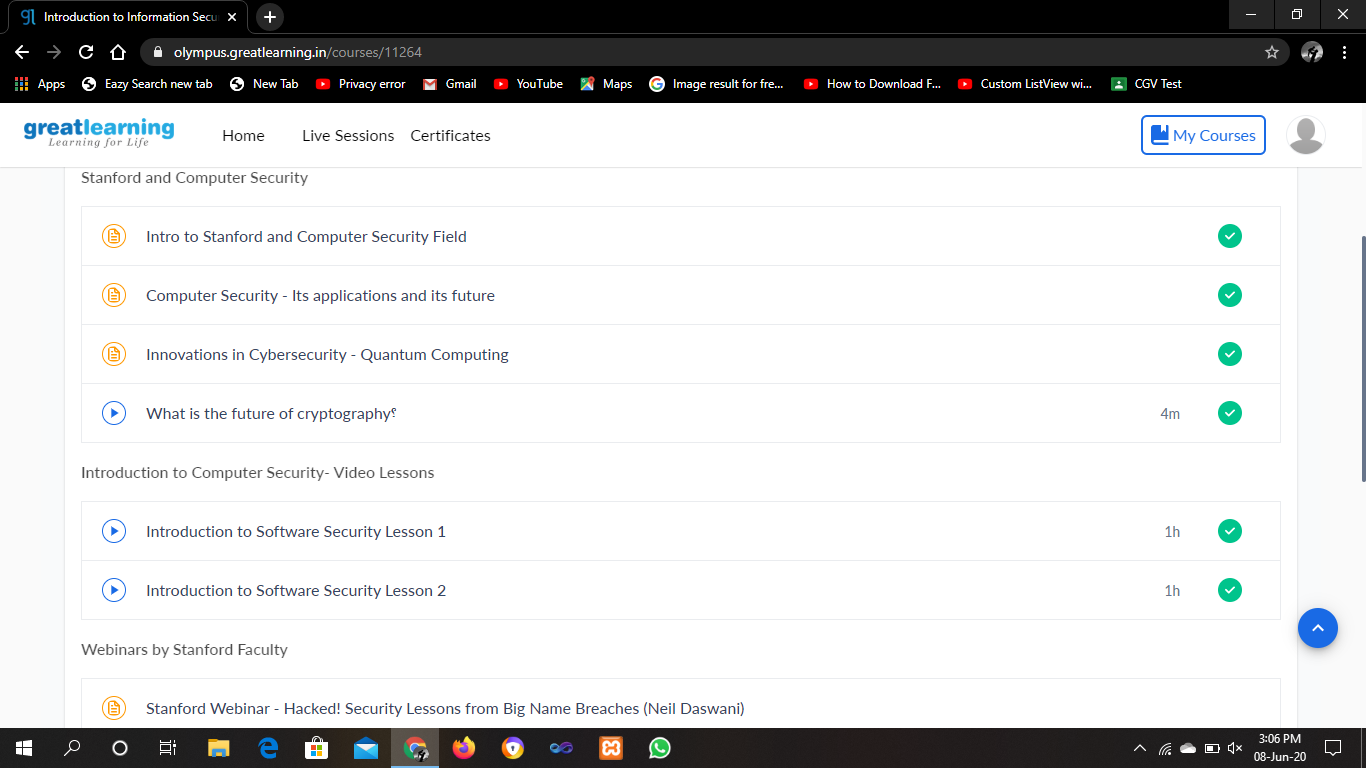 Introduction to Information Secu
olympus.greatlearning.in/courses/11264
Apps Eazy Search new tab New Tab Privacy error Gmail YouTube Maps Image result for fre... How to Download F... Custom ListView wi... CGV Test
greatlearning
Learning for Life
Home Live Sessions Certificates My Courses
Stanford and Computer Security
Intro to Stanford and Computer Security Field
Computer Security - Its applications and its future
Innovations in Cybersecurity - Quantum Computing
What is the future of cryptography؟ 4m
Introduction to Computer Security- Video Lessons
Introduction to Software Security Lesson 1 1h
Introduction to Software Security Lesson 2 1h
Webinars by Stanford Faculty
Stanford Webinar - Hacked! Security Lessons from Big Name Breaches (Neil Daswani)
3:06 PM
08-Jun-20